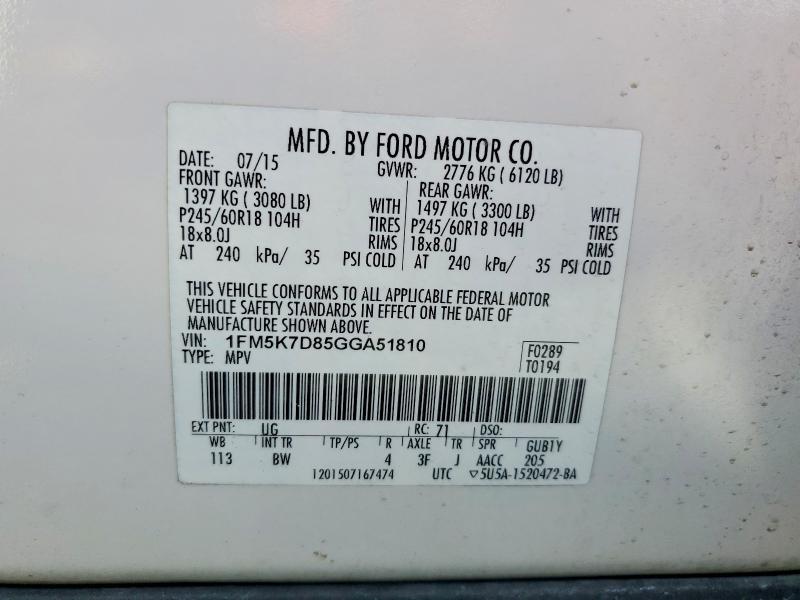 MFD. BY FORD MOTOR CO.
DATE: 07/15 GVWR: 2776 KG ( 6120 LB)
FRONT GAWR: REAR GAWR:
1397 KG ( 3080 LB) WITH 1497 KG ( 3300 LB) WITH
P245/60R18 104H TIRES P245/60R18 104H TIRES
18x8.0J RIMS 18x8.0J RIMS
AT 240 kPa/ 35 PSI COLD AT 240 kPa/ 35 PSI COLD
THIS VEHICLE CONFORMS TO ALL APPLICABLE FEDERAL MOTOR
VEHICLE SAFETY STANDARDS IN EFFECT ON THE DATE OF
MANUFACTURE SHOWN ABOVE.
VIN: 1FM5K7D85GGA51810 F0289
TYPE: MPV T0194
EXT PNT: UG RC: 71 DSO:
WB INT TR TP/PS R AXLE TR SPR GUB1Y
113 BW 4 3F J AACC 205
1201507167474 UTC ▽5U5A-1520472-BA